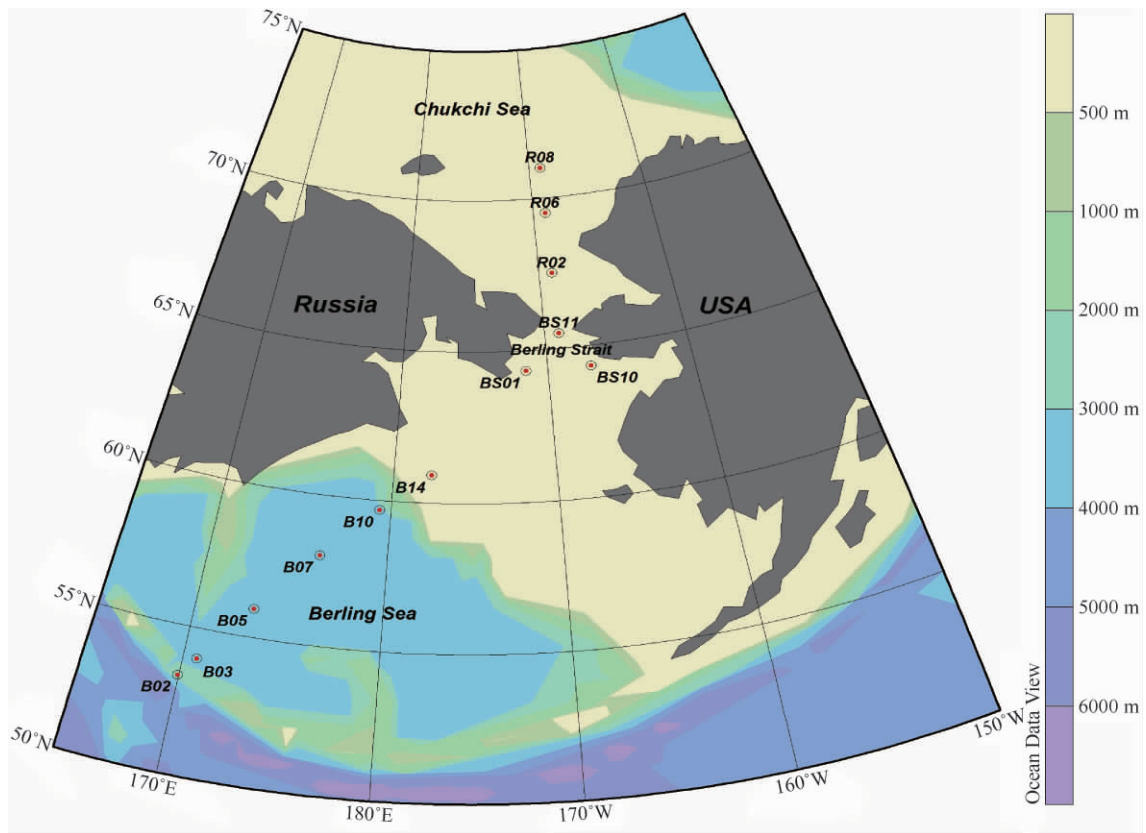 75°N
Chukchi Sea
500 m
R08
70°N
R06
1000 m
R02
2000 m
Russia
USA
65°N
BS11
Berling Strait
BS01
BS10
3000 m
60°N
B14
4000 m
B10
B07
55°N
B05
Berling Sea
5000 m
B03
B02
6000 m
50°N
150°W
170°E
160°W
180°E
170°W
Ocean Data View